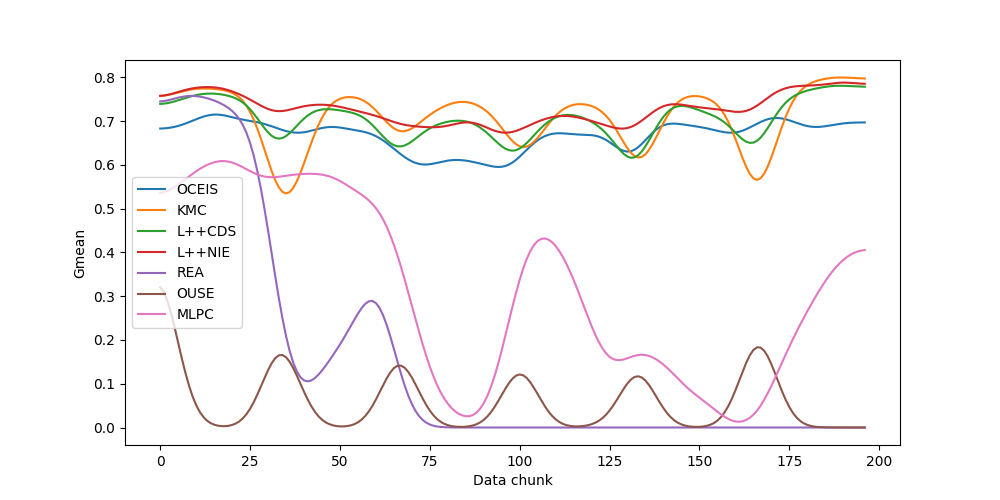 0.8
0.7
0.6
0.5
0.4
0.3
0.2
0.1
0.0
Gmean
OCEIS
KMC
L++CDS
L++NIE
REA
OUSE
MLPC
0 25 50 75 100 125 150 175 200
Data chunk